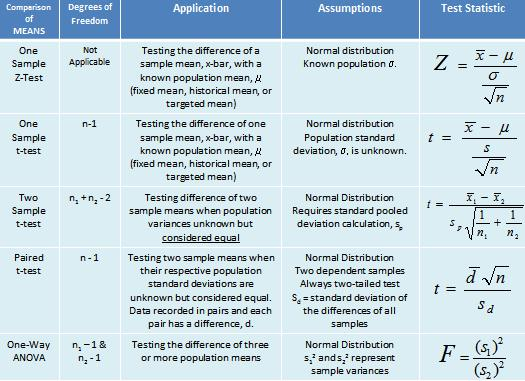 Comparison
of
MEANS
Degrees of
Freedom
Application
Assumptions
Test Statistic
One
Sample
Z-Test
Not
Applicable
Testing the difference of a
sample mean, x-bar, with a
known population mean, μ
(fixed mean, historical mean, or
targeted mean)
Normal distribution
Known population σ.
Z = (x̄ − μ) / (σ / √n)
One
Sample
t-test
n-1
Testing the difference of one
sample mean, x-bar, with a
known population mean, μ
(fixed mean, historical mean, or
targeted mean)
Normal distribution
Population standard
deviation, σ, is unknown.
t = (x̄ − μ) / (s / √n)
Two
Sample
t-test
n₁ + n₂ - 2
Testing difference of two
sample means when population
variances unknown but
considered equal
Normal Distribution
Requires standard pooled
deviation calculation, sₚ
t = (x̄₁ − x̄₂) / (sₚ √(1/n₁ + 1/n₂))
Paired
t-test
n - 1
Testing two sample means when
their respective population
standard deviations are
unknown but considered equal.
Data recorded in pairs and each
pair has a difference, d.
Normal Distribution
Two dependent samples
Always two-tailed test
S_d = standard deviation of
the differences of all
samples
t = d̄ √n / s_d
One-Way
ANOVA
n₁ – 1 &
n₂ - 1
Testing the difference of three
or more population means
Normal Distribution
s₁² and s₂² represent
sample variances
F = (s₁)² / (s₂)²